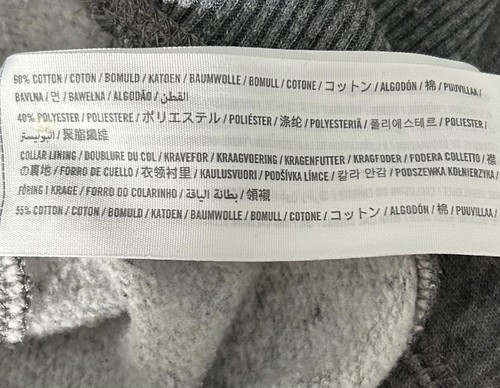 60% COTTON / COTON / BOMULD / KATOEN / BAUMWOLLE / BOMULL / COTONE / コットン / ALGODÓN / 棉 / PUUVILLAA /
BAVLNA / 면 / BAWEŁNA / ALGODÃO / القطن
40% POLYESTER / POLIESTERE / ポリエステル / POLIÉSTER / 涤纶 / POLYESTERIÄ / 폴리에스테르 / POLIESTER /
البوليستر / 聚酯纖維
COLLAR LINING / DOUBLURE DU COL / KRAVEFOR / KRAAGVOERING / KRAGENFUTTER / KRAGFODER / FODERA COLLETTO / 襟
の裏地 / FORRO DE CUELLO / 衣领衬里 / KAULUSVUORI / PODŠÍVKA LÍMCE / 칼라 안감 / PODSZEWKA KOŁNIERZYKA /
FÓRING Í KRAGE / FORRO DO COLARINHO / بطانة الياقة / 領襯
55% COTTON / COTON / BOMULD / KATOEN / BAUMWOLLE / BOMULL / COTONE / コットン / ALGODÓN / 棉 / PUUVILLAA /